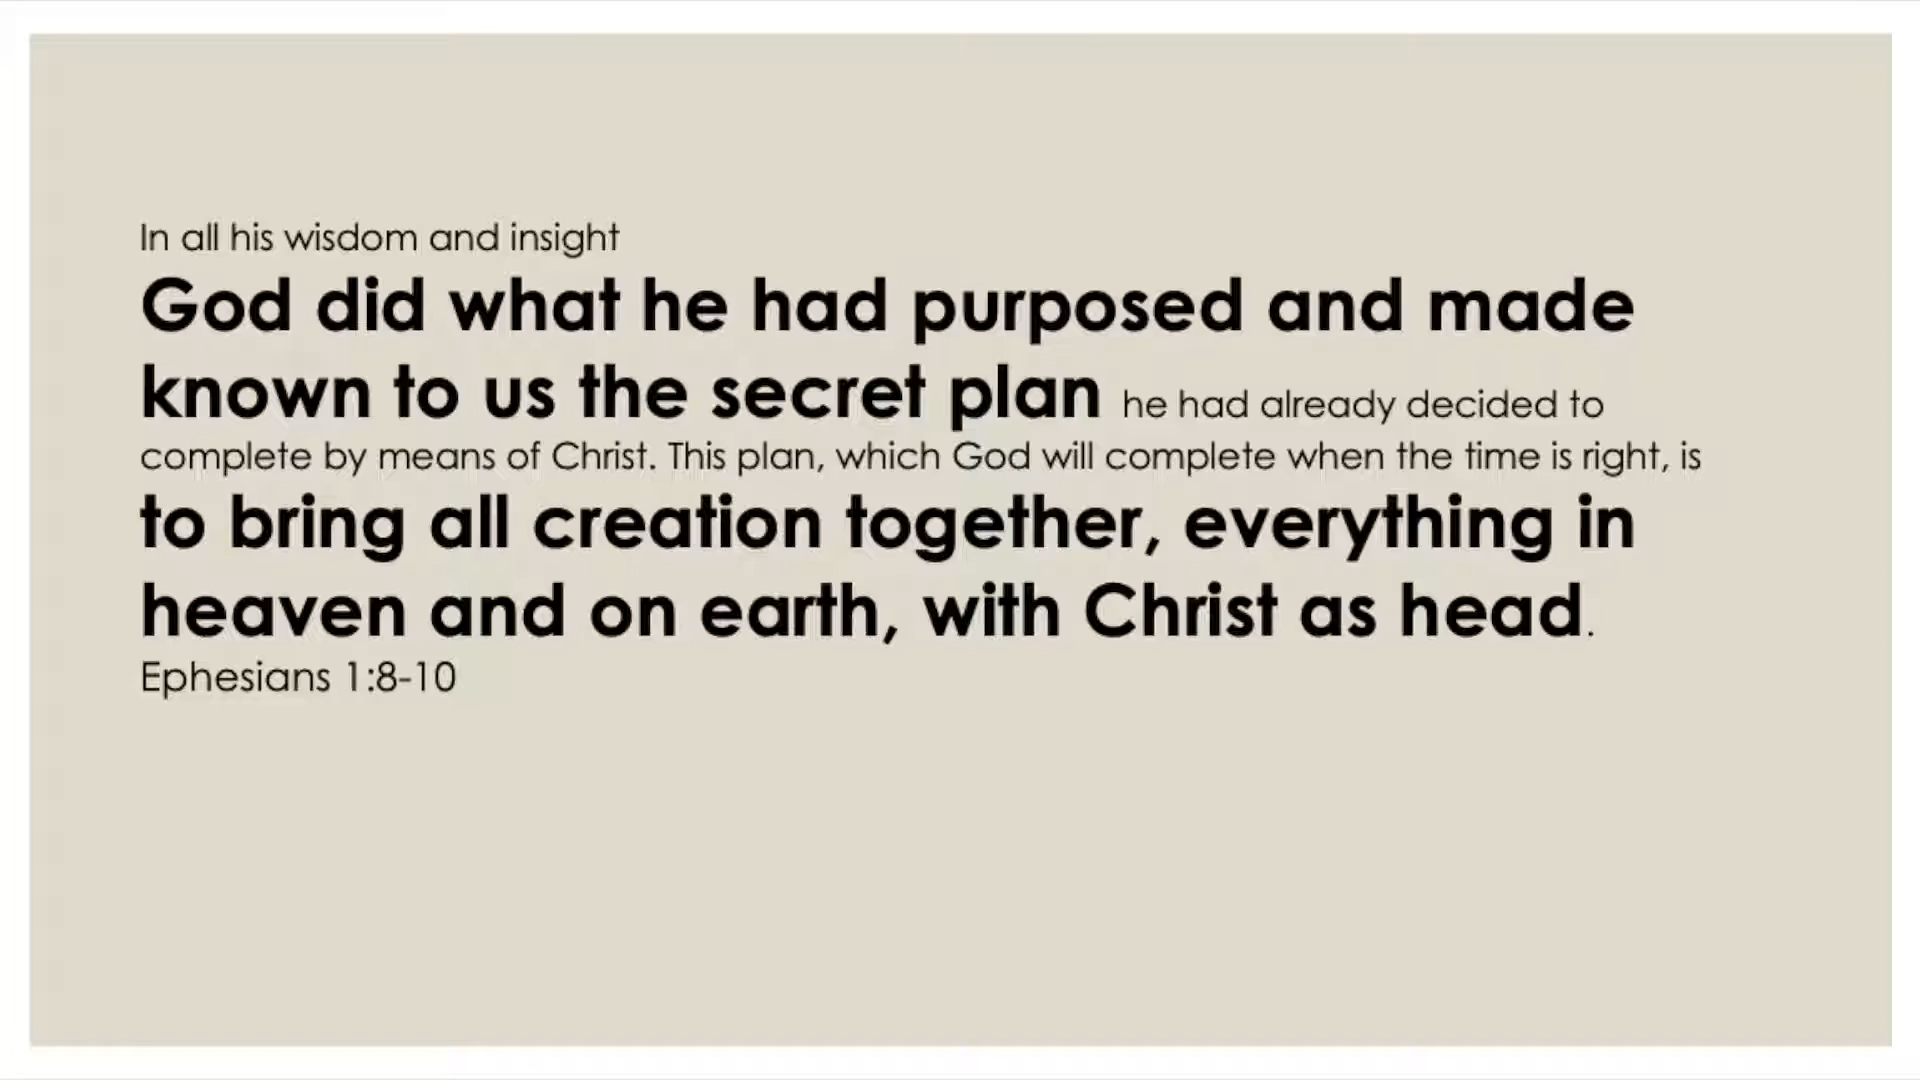 In all his wisdom and insight
God did what he had purposed and made
known to us the secret plan he had already decided to
complete by means of Christ. This plan, which God will complete when the time is right, is
to bring all creation together, everything in
heaven and on earth, with Christ as head.
Ephesians 1:8-10